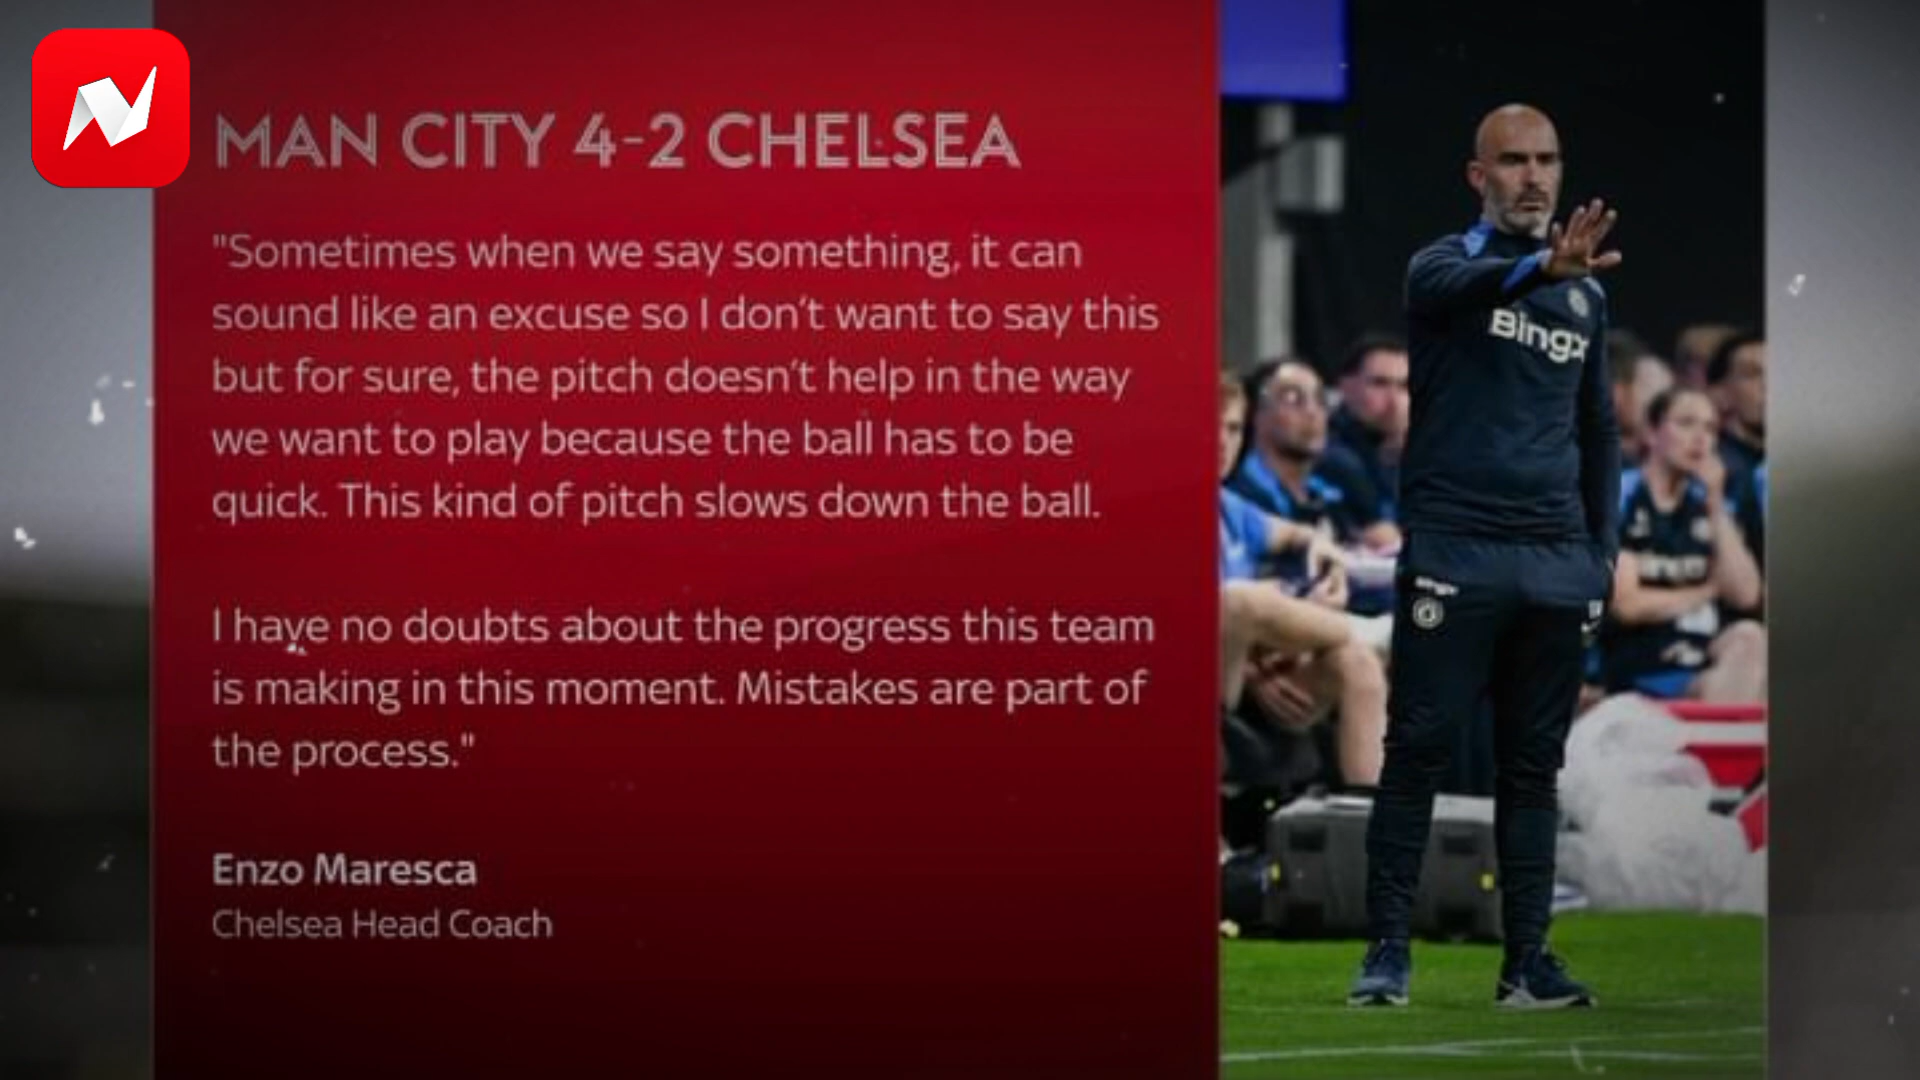 MAN CITY 4-2 CHELSEA
"Sometimes when we say something, it can
sound like an excuse so I don't want to say this
but for sure, the pitch doesn't help in the way
we want to play because the ball has to be
quick. This kind of pitch slows down the ball.
I have no doubts about the progress this team
is making in this moment. Mistakes are part of
the process."
Enzo Maresca
Chelsea Head Coach
BingX